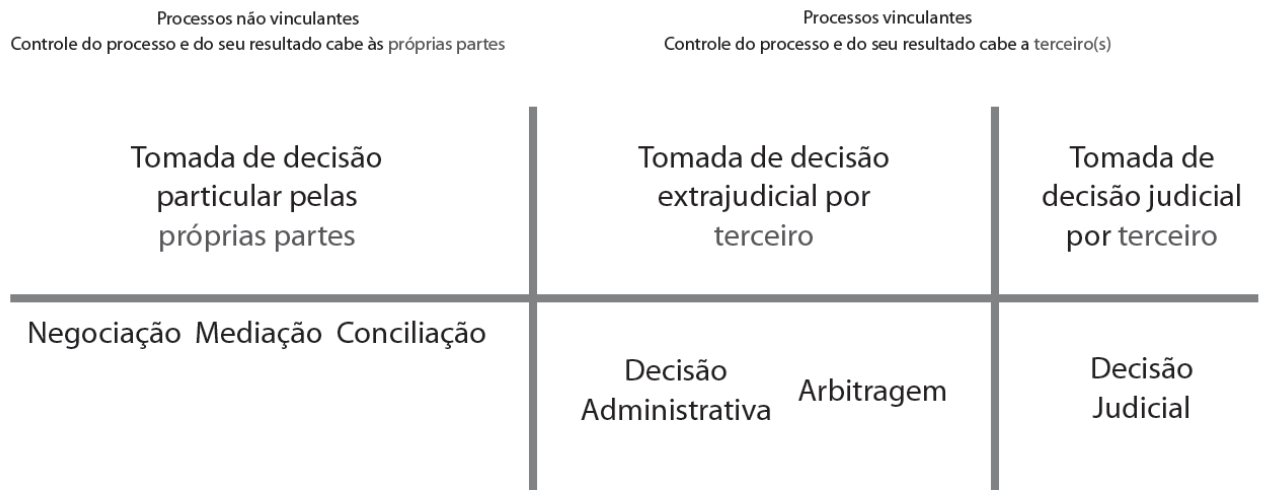 Processos não vinculantes
Controle do processo e do seu resultado cabe às próprias partes
Processos vinculantes
Controle do processo e do seu resultado cabe a terceiro(s)
Tomada de decisão
particular pelas
próprias partes
Tomada de decisão
extrajudicial por
terceiro
Tomada de
decisão judicial
por terceiro
Negociação Mediação Conciliação
Decisão
Administrativa
Arbitragem
Decisão
Judicial